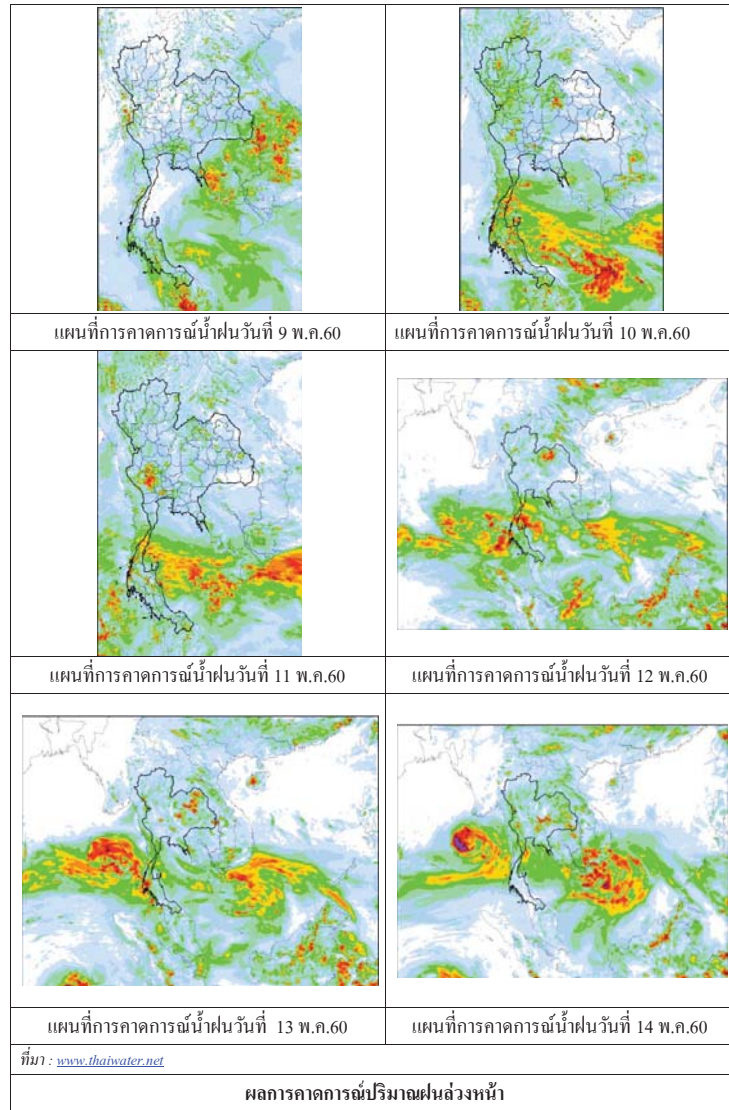 แผนที่การคาดการณ์น้ำฝนวันที่ 9 พ.ค.60
แผนที่การคาดการณ์น้ำฝนวันที่ 10 พ.ค.60
แผนที่การคาดการณ์น้ำฝนวันที่ 11 พ.ค.60
แผนที่การคาดการณ์น้ำฝนวันที่ 12 พ.ค.60
แผนที่การคาดการณ์น้ำฝนวันที่ 13 พ.ค.60
แผนที่การคาดการณ์น้ำฝนวันที่ 14 พ.ค.60
ที่มา : www.thaiwater.net
ผลการคาดการณ์ปริมาณฝนล่วงหน้า